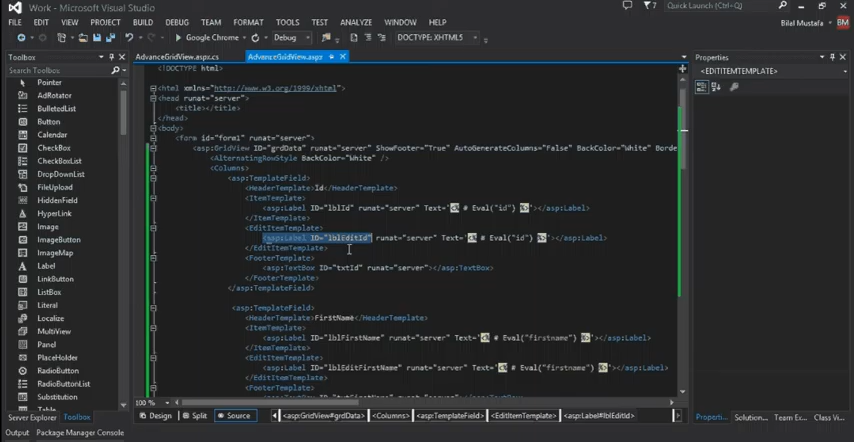 Work - Microsoft Visual Studio
7
Quick Launch (Ctrl+Q)
FILE EDIT VIEW PROJECT BUILD DEBUG TEAM FORMAT TOOLS TEST ANALYZE WINDOW HELP
Bilal Mustafa BM
Google Chrome Debug DOCTYPE: XHTML5
Toolbox
Search Toolbox
Pointer
AdRotator
BulletedList
Button
Calendar
CheckBox
CheckBoxList
DropDownList
FileUpload
HiddenField
HyperLink
Image
ImageButton
ImageMap
Label
LinkButton
ListBox
Literal
Localize
MultiView
Panel
PlaceHolder
RadioButton
RadioButtonList
Substitution
Table
Server Explorer Toolbox
AdvanceGridView.aspx.cs AdvanceGridView.aspx
<!DOCTYPE html>
<html xmlns="http://www.w3.org/1999/xhtml">
<head runat="server">
<title></title>
</head>
<body>
<form id="form1" runat="server">
<asp:GridView ID="grdData" runat="server" ShowFooter="True" AutoGenerateColumns="False" BackColor="White" Borde
<AlternatingRowStyle BackColor="White" />
<Columns>
<asp:TemplateField>
<HeaderTemplate>Id</HeaderTemplate>
<ItemTemplate>
<asp:Label ID="lblId" runat="server" Text='<% # Eval("id") %>'></asp:Label>
</ItemTemplate>
<EditItemTemplate>
<asp:Label ID="lblEditId" runat="server" Text='<% # Eval("id") %>'></asp:Label>
</EditItemTemplate>
<FooterTemplate>
<asp:TextBox ID="txtId" runat="server"></asp:TextBox>
</FooterTemplate>
</asp:TemplateField>
<asp:TemplateField>
<HeaderTemplate>FirstName</HeaderTemplate>
<ItemTemplate>
<asp:Label ID="lblFirstName" runat="server" Text='<% # Eval("firstname") %>'></asp:Label>
</ItemTemplate>
<EditItemTemplate>
<asp:Label ID="lblEditFirstName" runat="server" Text='<% # Eval("firstname") %>'></asp:Label>
</EditItemTemplate>
<FooterTemplate>
100 %
Design Split Source <asp:GridView#grdData> <Columns> <asp:TemplateField> <EditItemTemplate> <asp:Label#lblEditId>
Properties
<EDITITEMTEMPLATE>
Properti... Solution... Team Ex... Class Vi...
Output Package Manager Console